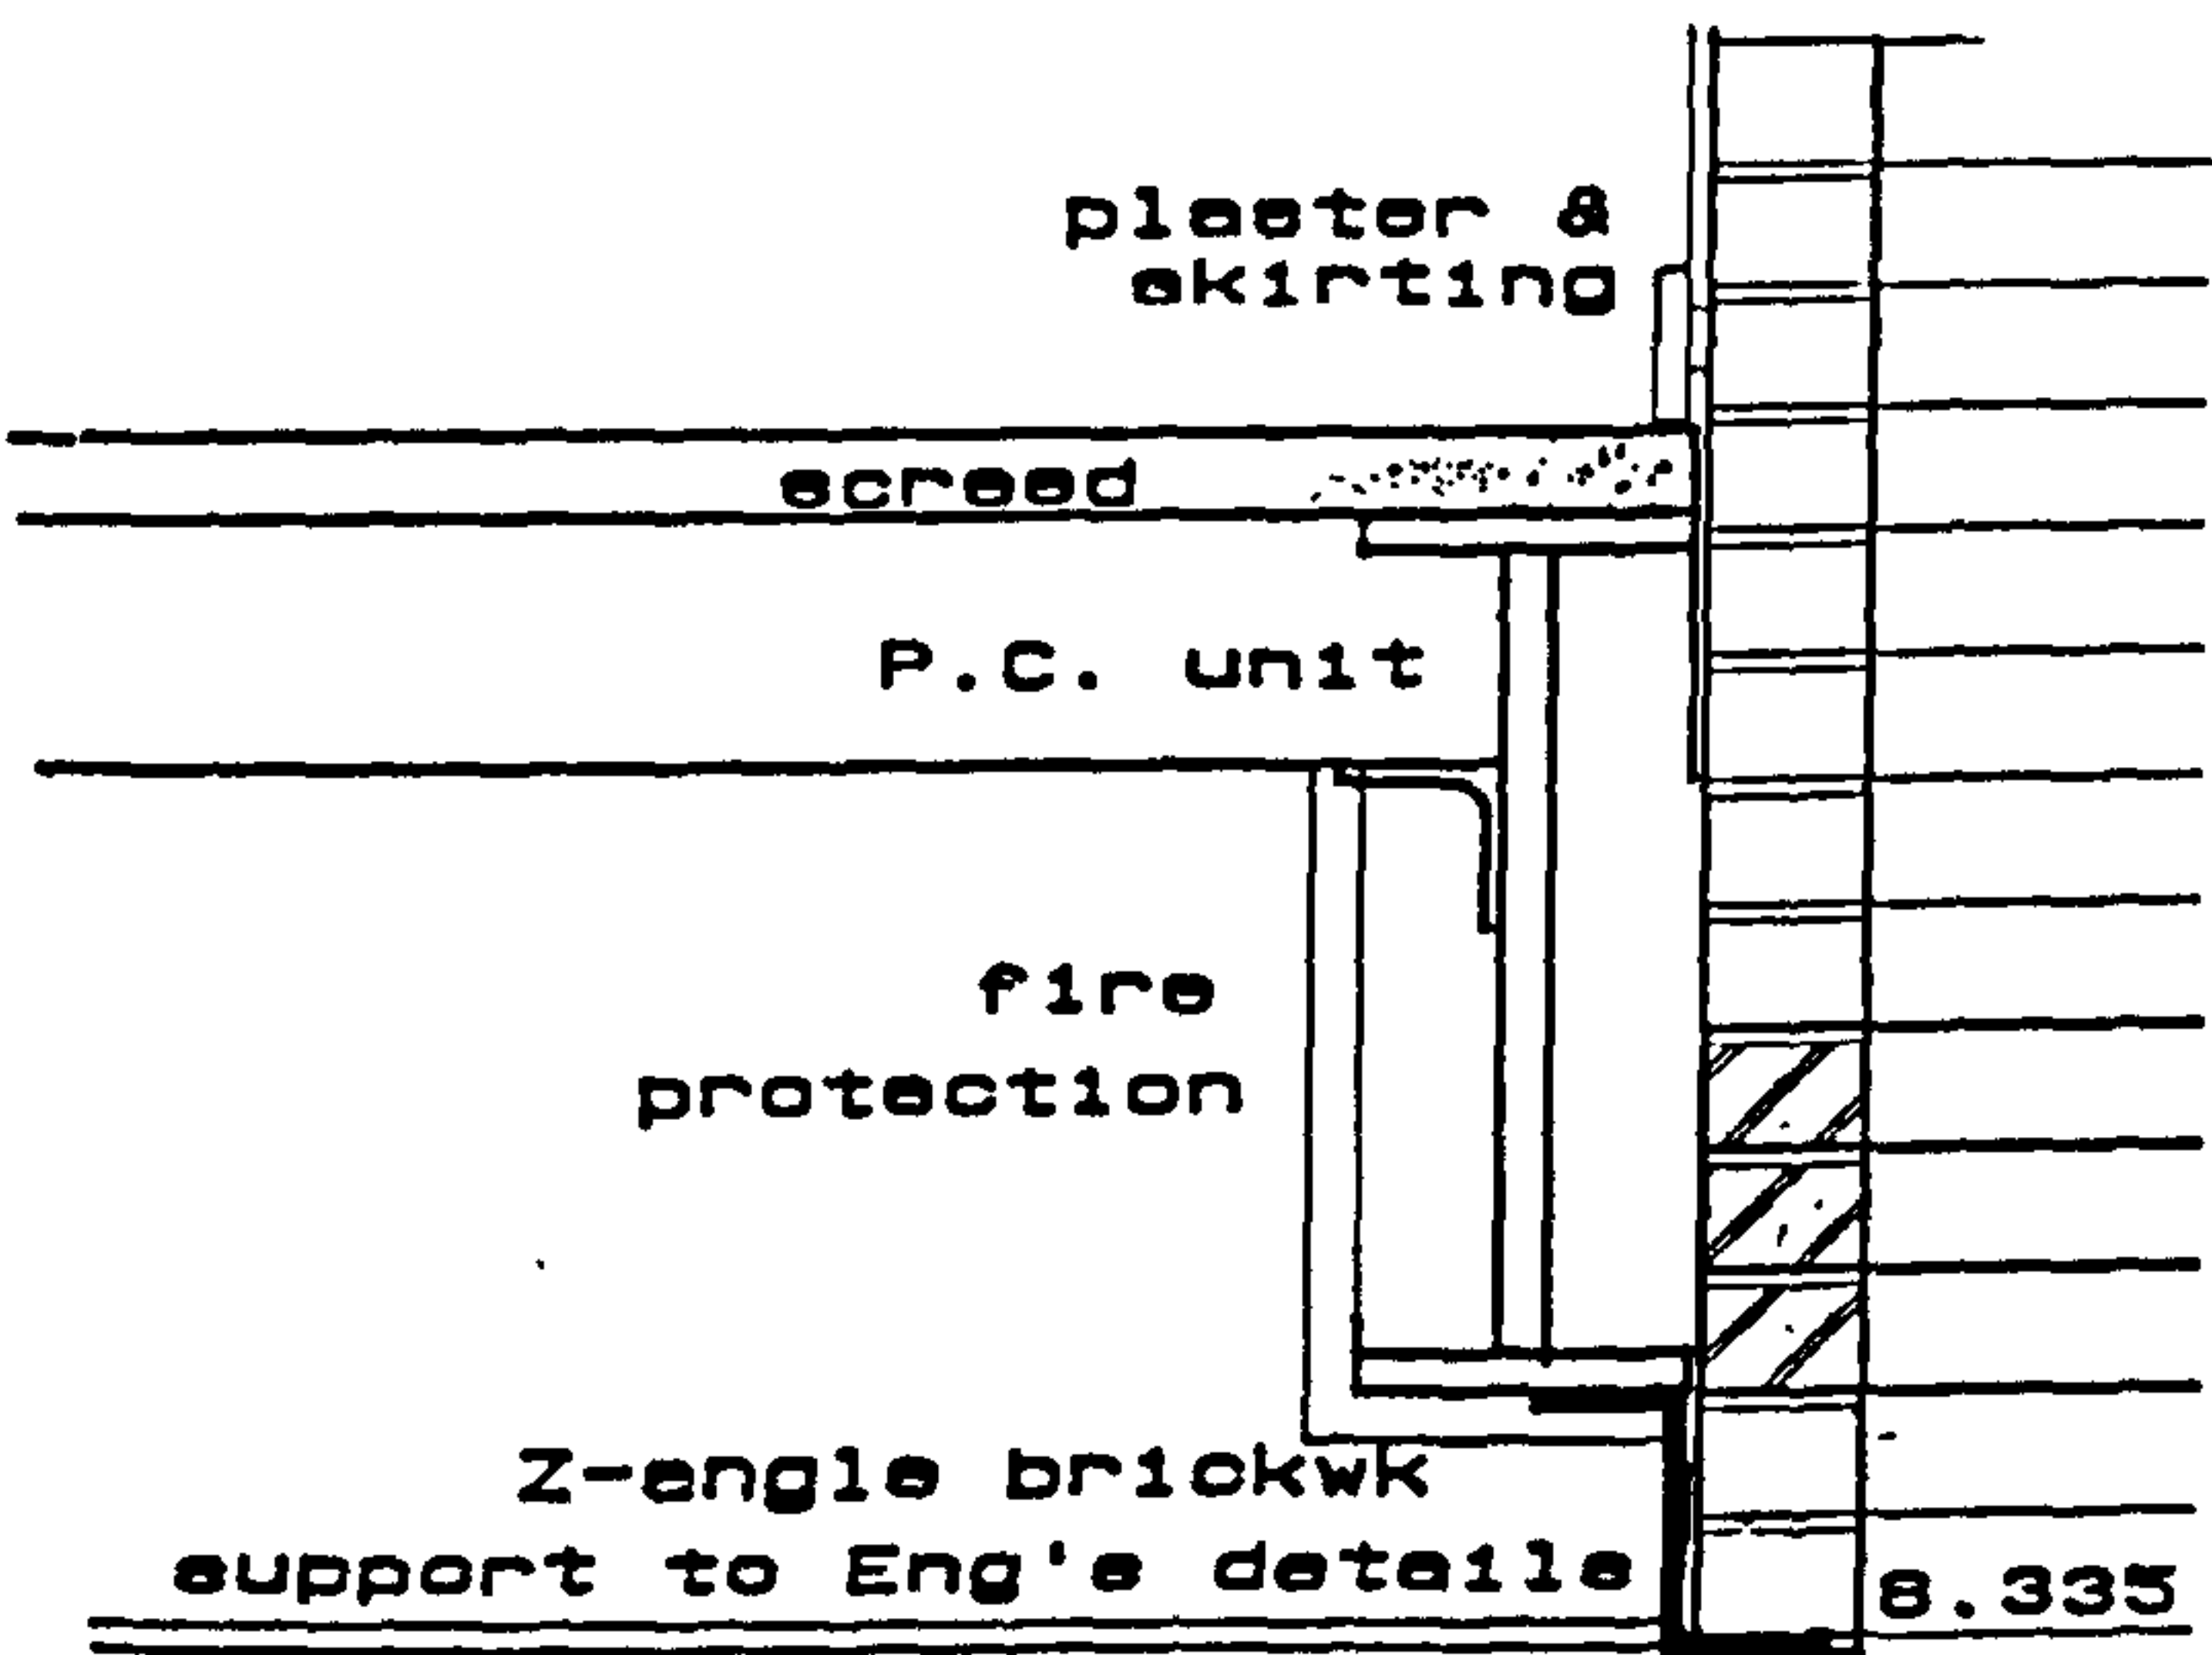 plaster &
skirting
screed
P.C. unit
fire
protection
Z-angle brickwk
support to Eng's details
8.335